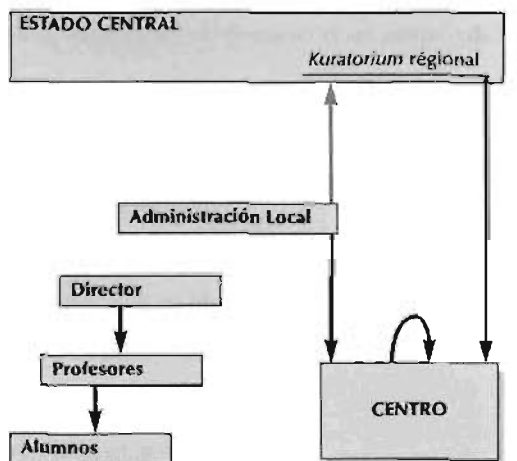 ESTADO CENTRAL
Kuratorium régional
Administración Local
Director
Profesores
CENTRO
Alumnos